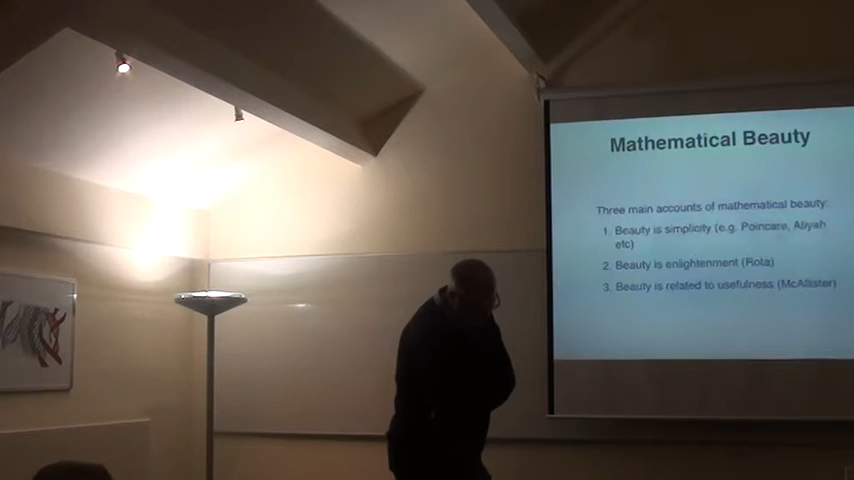 Mathematical Beauty
Three main accounts of mathematical beauty:
1. Beauty is simplicity (e.g. Poincare, Aliyah
etc)
2. Beauty is enlightenment (Rota)
3. Beauty is related to usefulness (McAllister)